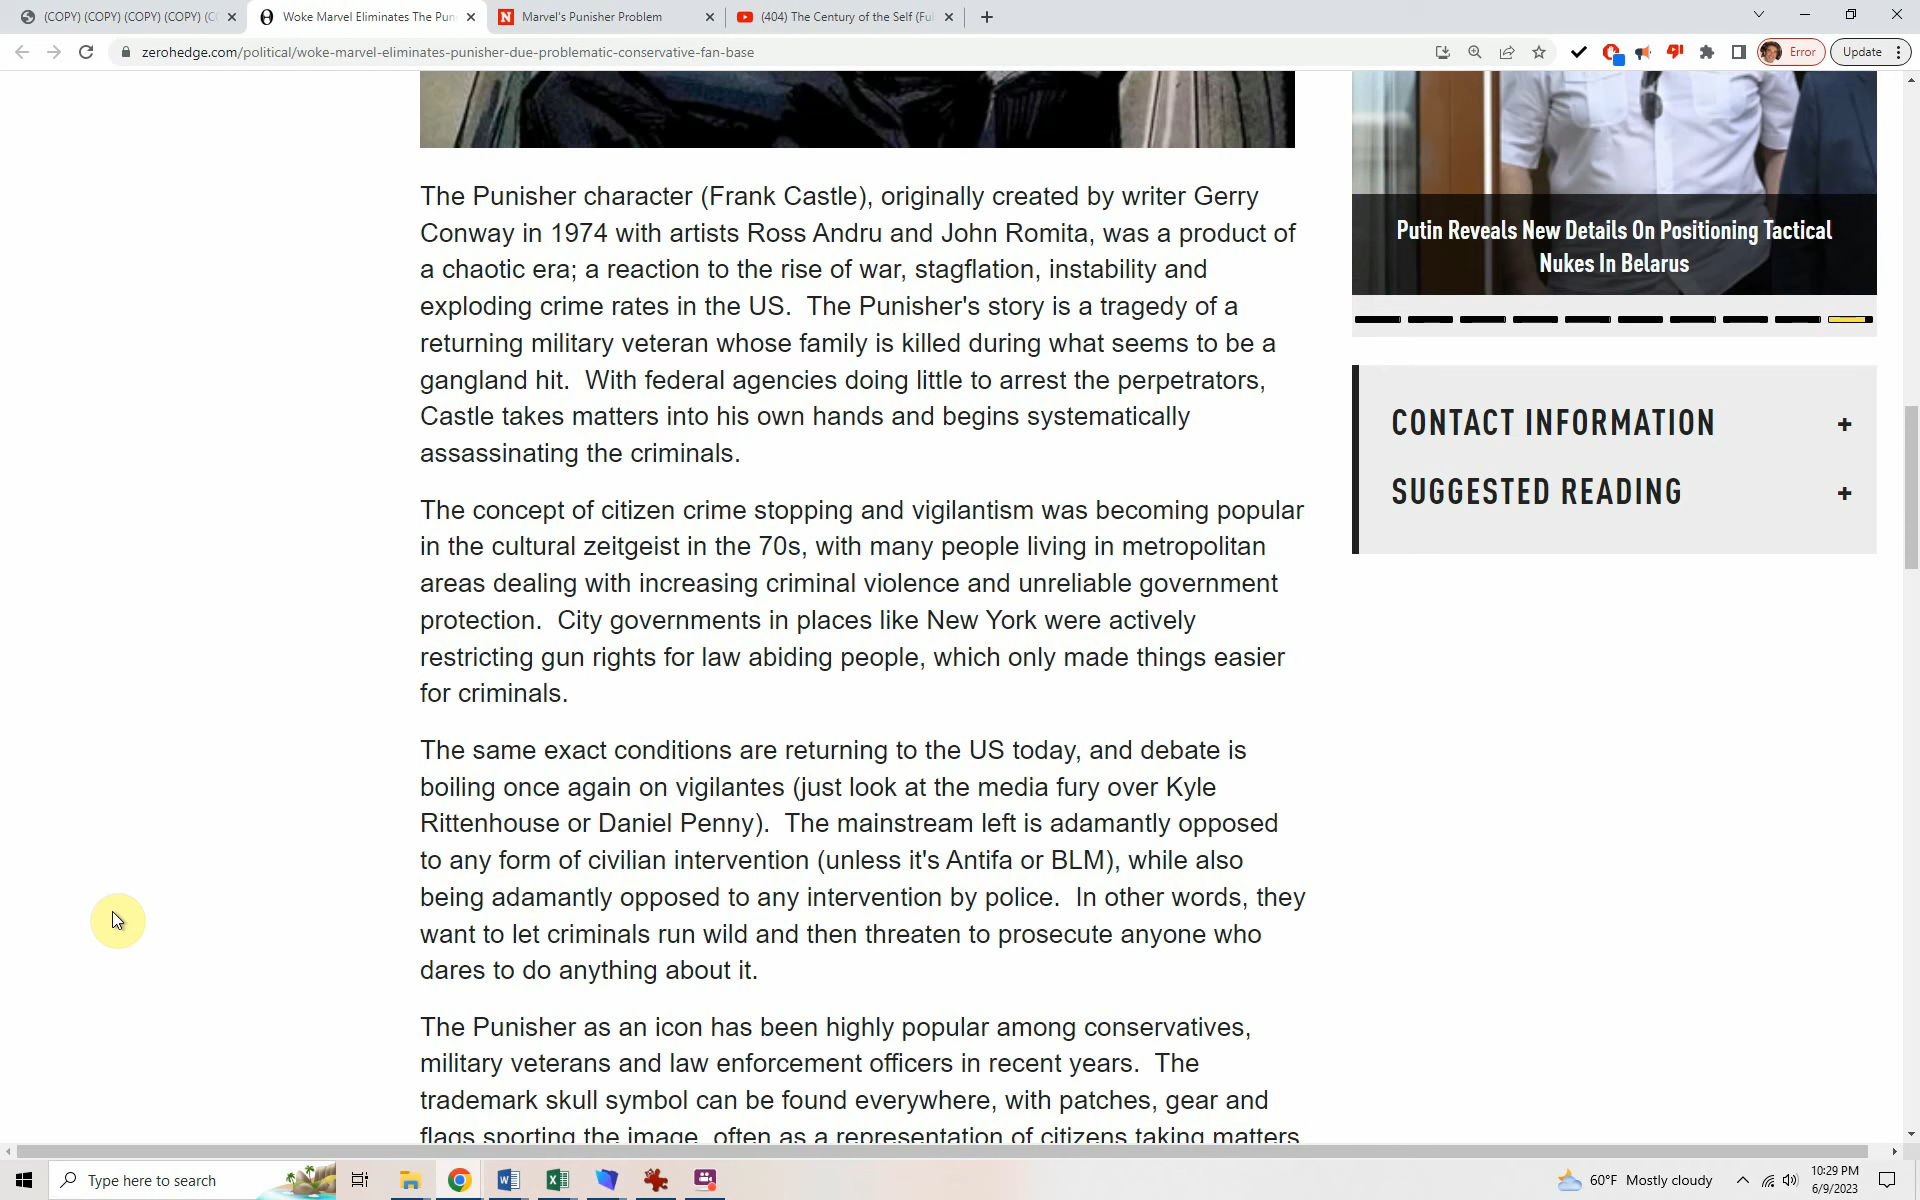 (COPY) (COPY) (COPY) (COPY) (C
Woke Marvel Eliminates The Pun
Marvel's Punisher Problem
(404) The Century of the Self (Fu
zerohedge.com/political/woke-marvel-eliminates-punisher-due-problematic-conservative-fan-base
Error
Update
The Punisher character (Frank Castle), originally created by writer Gerry
Conway in 1974 with artists Ross Andru and John Romita, was a product of
a chaotic era; a reaction to the rise of war, stagflation, instability and
exploding crime rates in the US.  The Punisher's story is a tragedy of a
returning military veteran whose family is killed during what seems to be a
gangland hit.  With federal agencies doing little to arrest the perpetrators,
Castle takes matters into his own hands and begins systematically
assassinating the criminals.
The concept of citizen crime stopping and vigilantism was becoming popular
in the cultural zeitgeist in the 70s, with many people living in metropolitan
areas dealing with increasing criminal violence and unreliable government
protection.  City governments in places like New York were actively
restricting gun rights for law abiding people, which only made things easier
for criminals.
The same exact conditions are returning to the US today, and debate is
boiling once again on vigilantes (just look at the media fury over Kyle
Rittenhouse or Daniel Penny).  The mainstream left is adamantly opposed
to any form of civilian intervention (unless it's Antifa or BLM), while also
being adamantly opposed to any intervention by police.  In other words, they
want to let criminals run wild and then threaten to prosecute anyone who
dares to do anything about it.
The Punisher as an icon has been highly popular among conservatives,
military veterans and law enforcement officers in recent years.  The
trademark skull symbol can be found everywhere, with patches, gear and
flags sporting the image, often as a representation of citizens taking matters
Putin Reveals New Details On Positioning Tactical
Nukes In Belarus
CONTACT INFORMATION +
SUGGESTED READING +
Type here to search
60°F Mostly cloudy
10:29 PM
6/9/2023